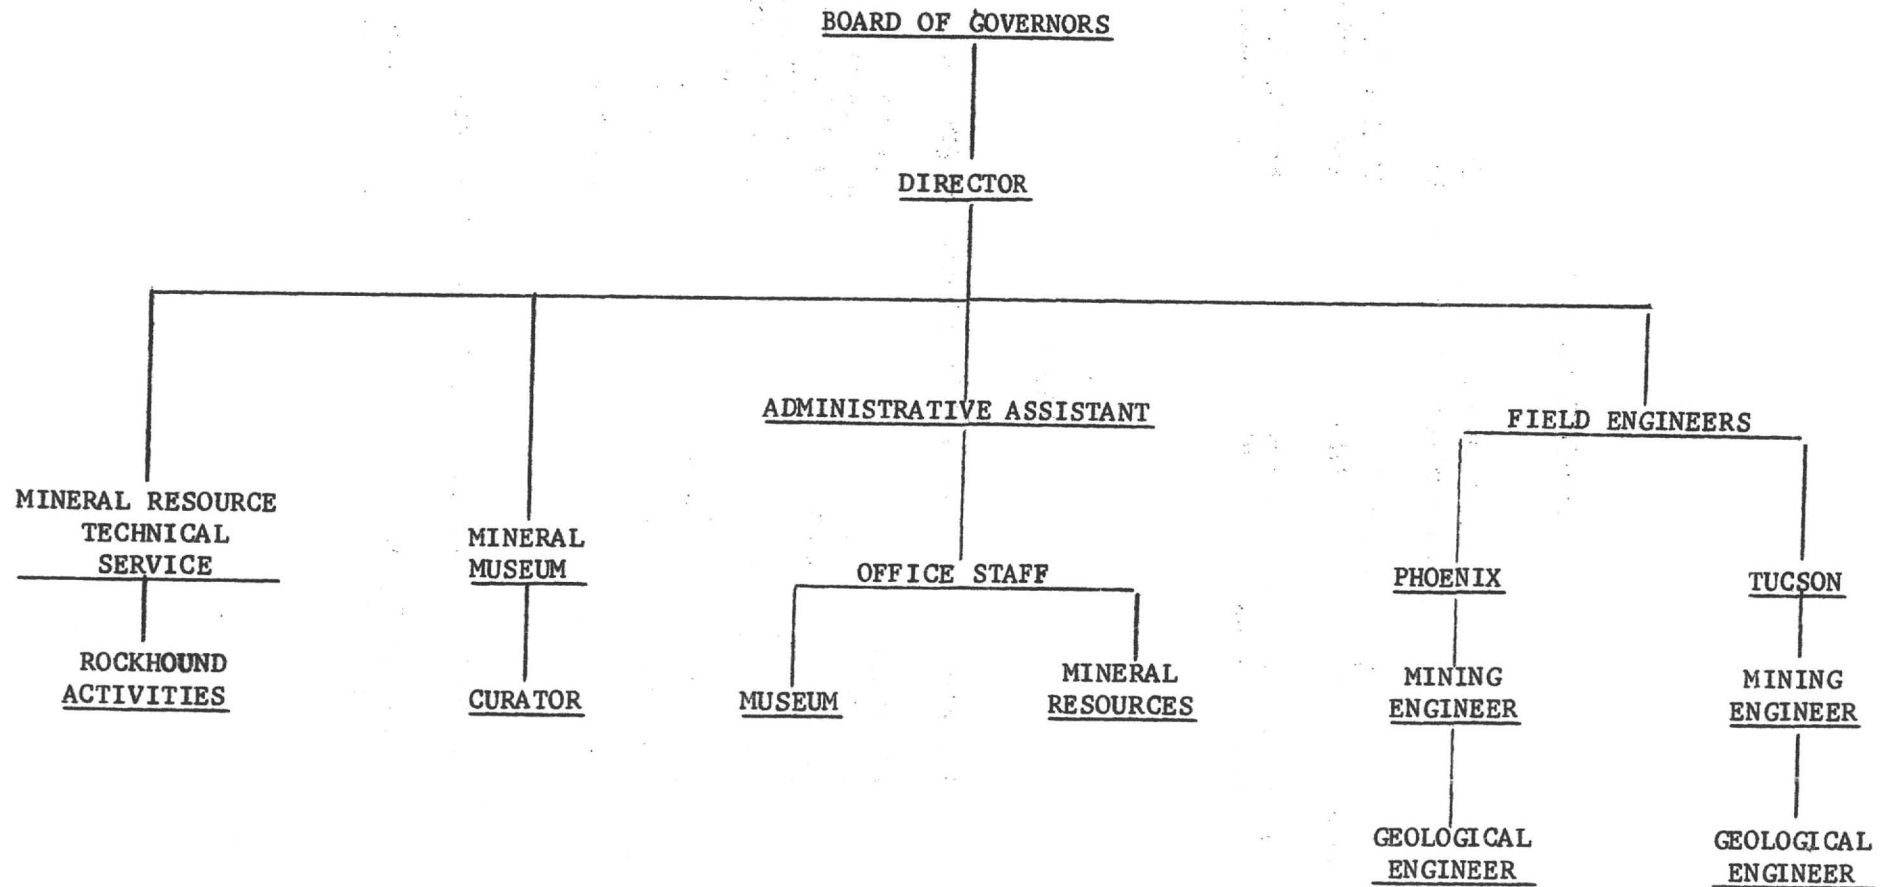 BOARD OF GOVERNORS
DIRECTOR
ADMINISTRATIVE ASSISTANT
FIELD ENGINEERS
MINERAL RESOURCE
TECHNICAL
SERVICE
MINERAL
MUSEUM
OFFICE STAFF
PHOENIX
TUCSON
ROCKHOUND
ACTIVITIES
CURATOR
MUSEUM
MINERAL
RESOURCES
MINING
ENGINEER
MINING
ENGINEER
GEOLOGICAL
ENGINEER
GEOLOGICAL
ENGINEER